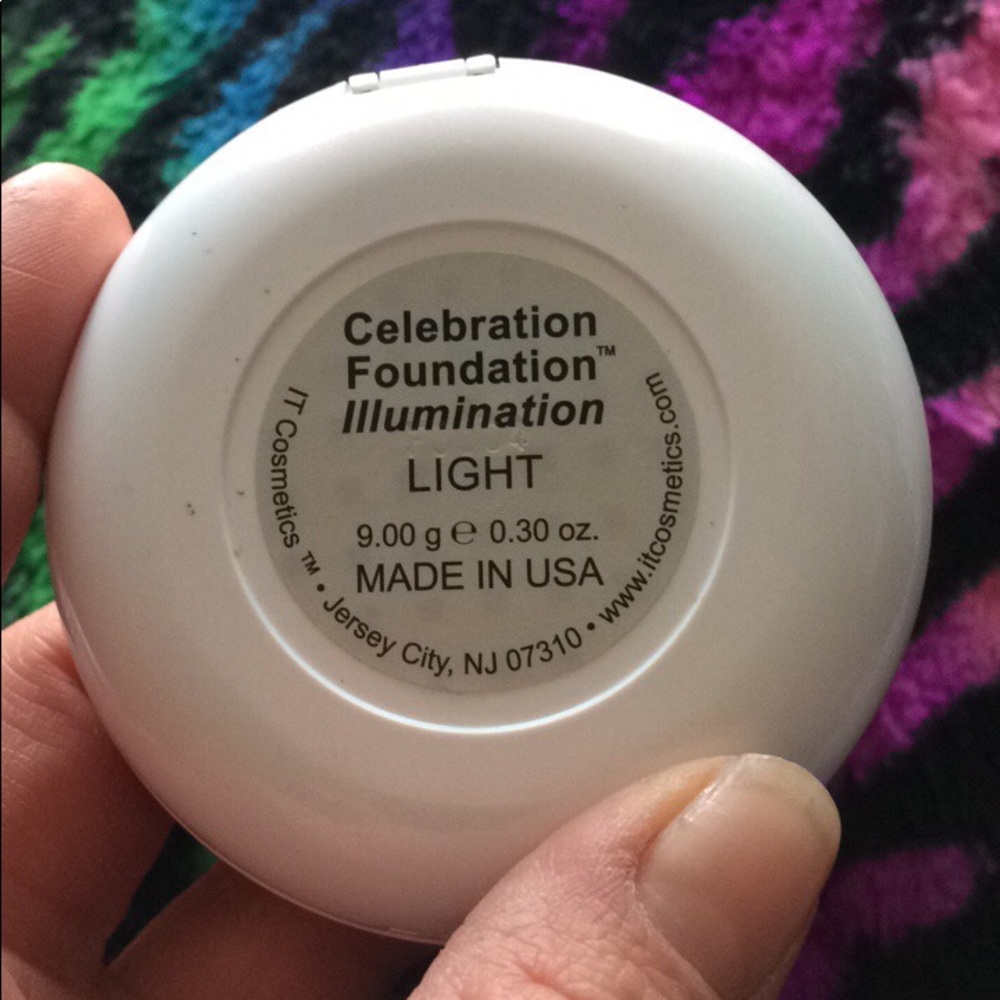 Celebration
Foundation™
Illumination
LIGHT
9.00 g ℮ 0.30 oz.
MADE IN USA
IT Cosmetics ™ • Jersey City, NJ 07310 • www.itcosmetics.com